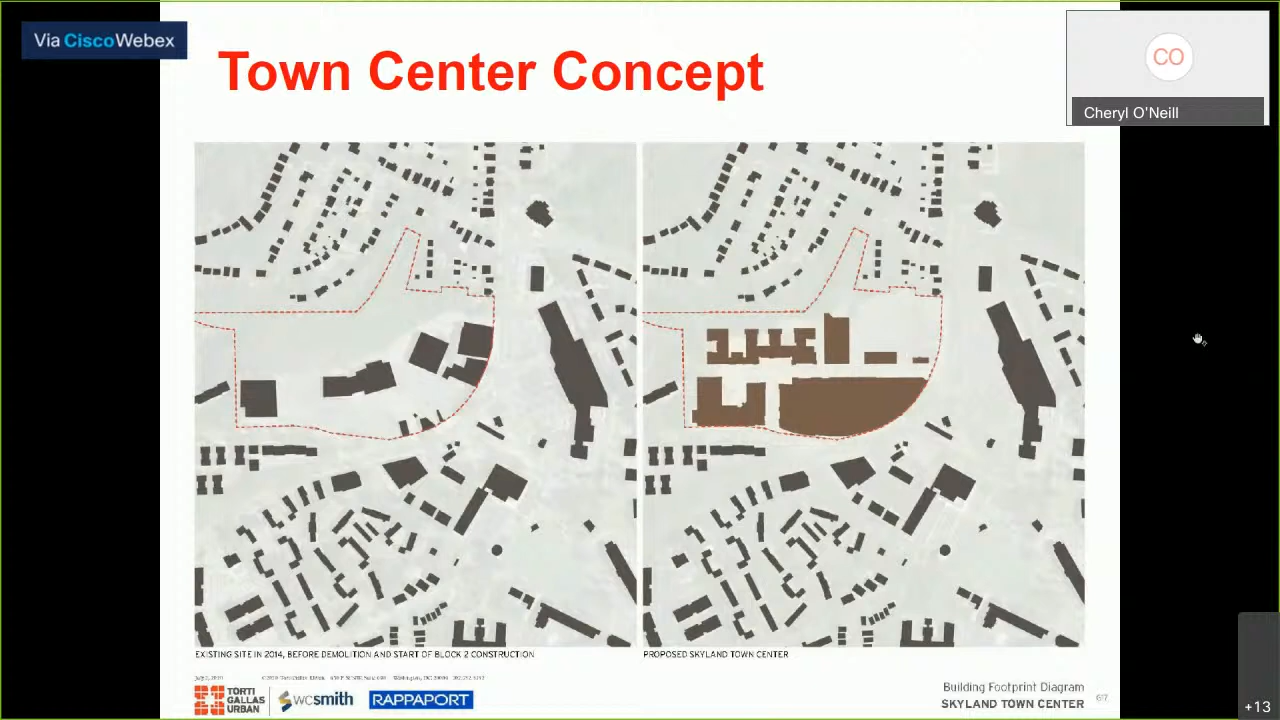 Via CiscoWebex
Town Center Concept
CO
Cheryl O'Neill
EXISTING SITE IN 2014, BEFORE DEMOLITION AND START OF BLOCK 2 CONSTRUCTION
PROPOSED SKYLAND TOWN CENTER
TORTI
GALLAS
URBAN
wcsmith
RAPPAPORT
Building Footprint Diagram
SKYLAND TOWN CENTER
+13